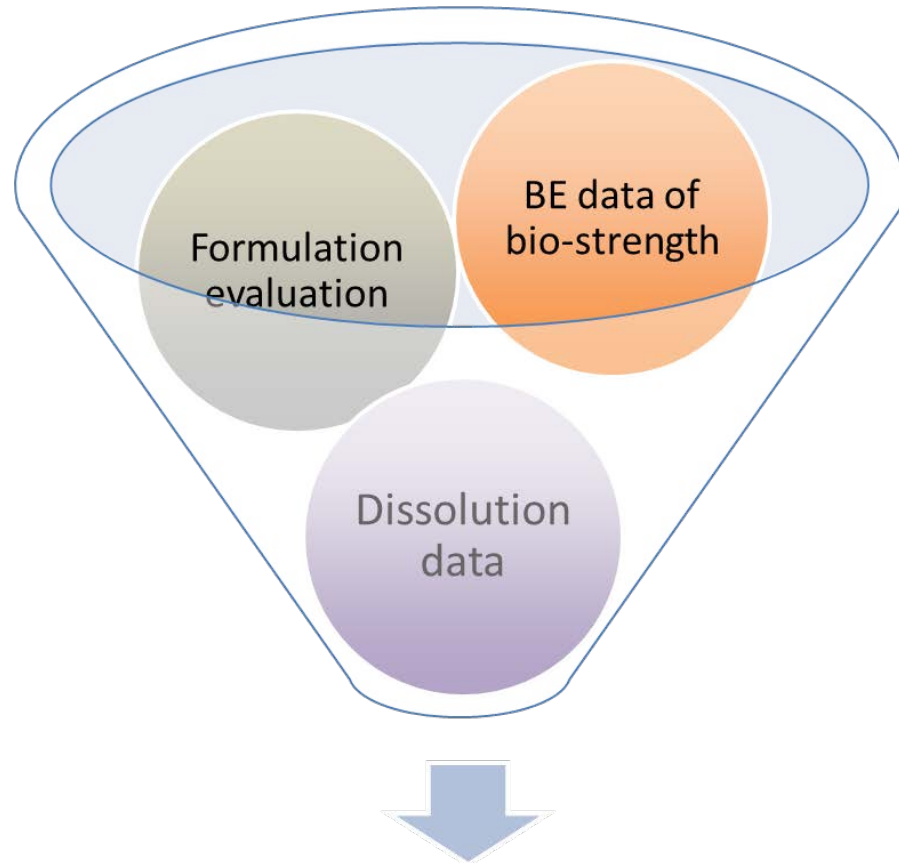 Formulation
evaluation
BE data of
bio-strength
Dissolution
data